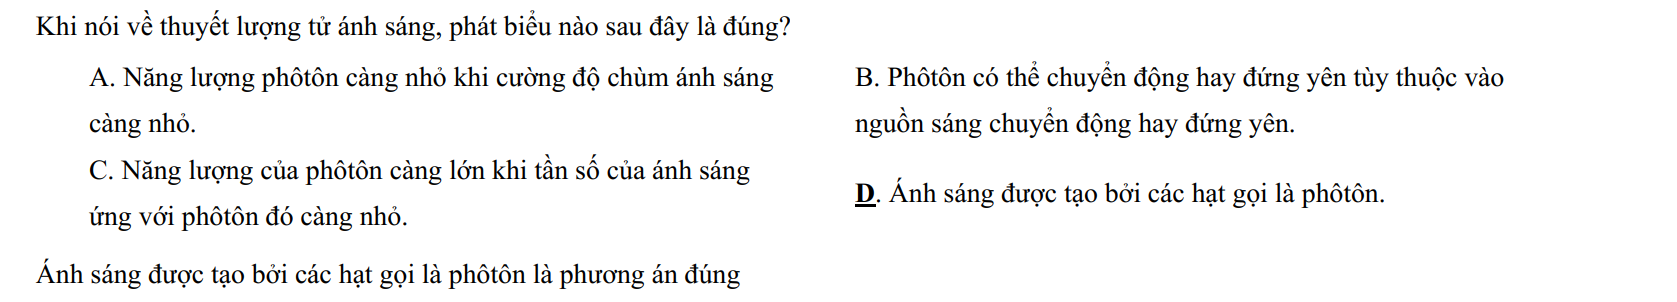 Khi nói về thuyết lượng tử ánh sáng, phát biểu nào sau đây là đúng?
A. Năng lượng phôtôn càng nhỏ khi cường độ chùm ánh sáng
càng nhỏ.
B. Phôtôn có thể chuyển động hay đứng yên tùy thuộc vào
nguồn sáng chuyển động hay đứng yên.
C. Năng lượng của phôtôn càng lớn khi tần số của ánh sáng
ứng với phôtôn đó càng nhỏ.
D. Ánh sáng được tạo bởi các hạt gọi là phôtôn.
Ánh sáng được tạo bởi các hạt gọi là phôtôn là phương án đúng